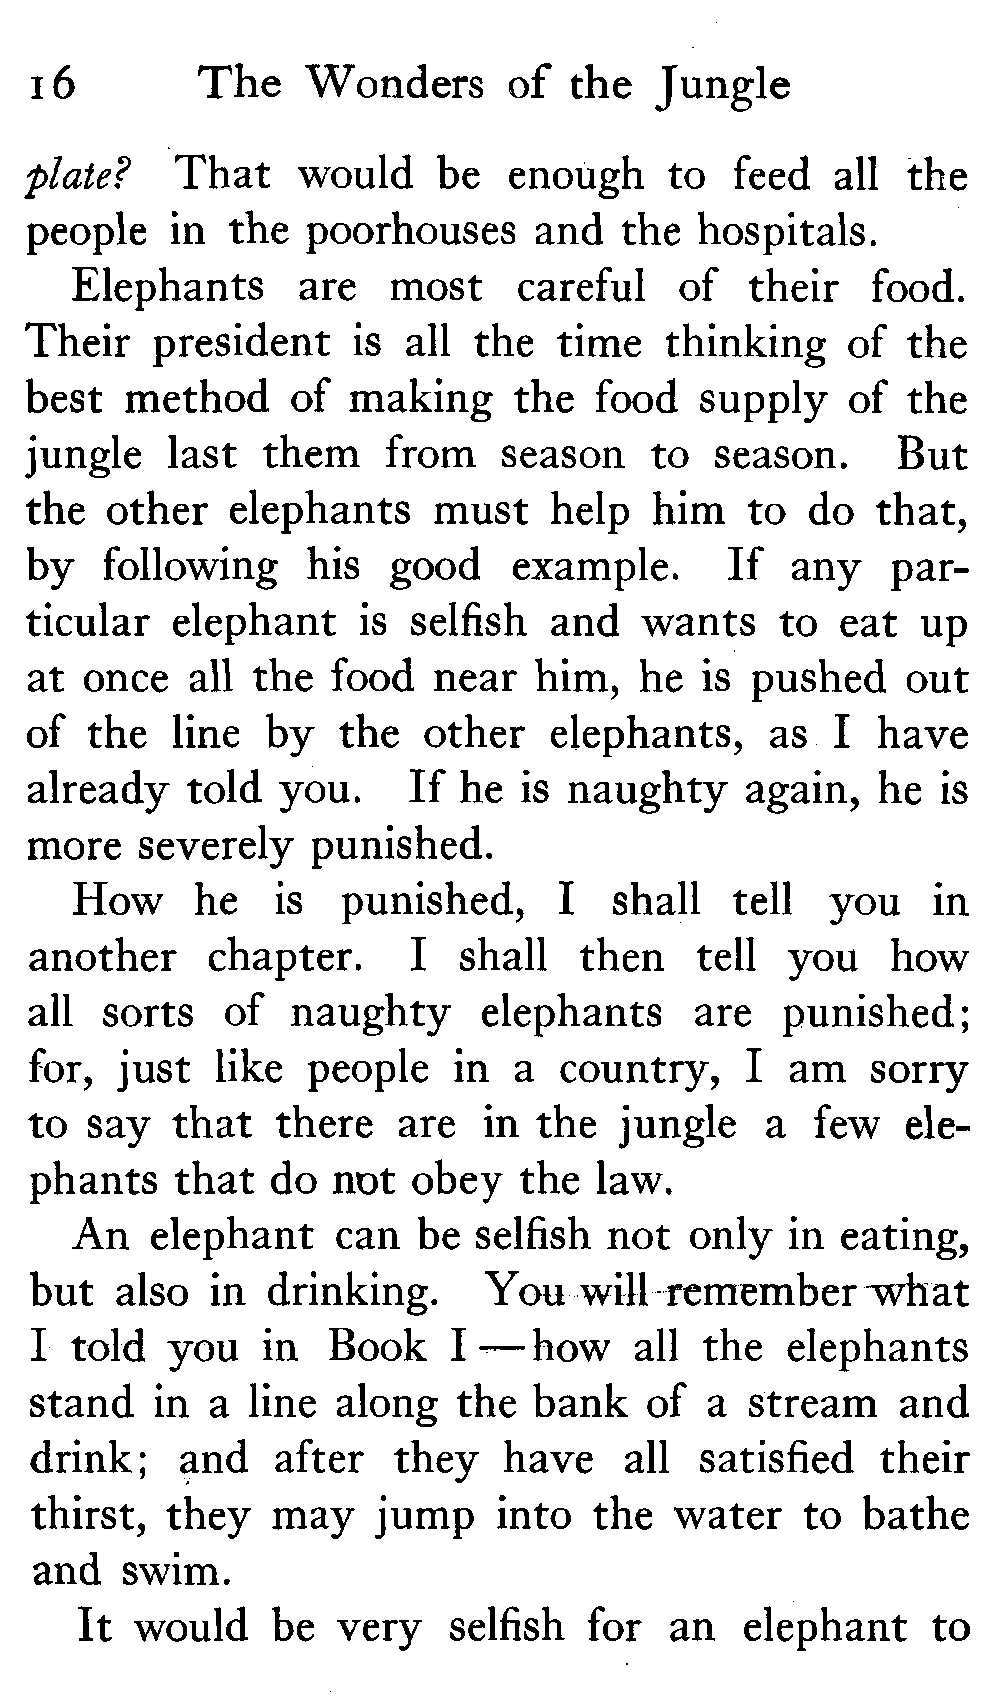 16 The Wonders of the Jungle
plate? That would be enough to feed all the
people in the poorhouses and the hospitals.
Elephants are most careful of their food.
Their president is all the time thinking of the
best method of making the food supply of the
jungle last them from season to season. But
the other elephants must help him to do that,
by following his good example. If any par-
ticular elephant is selfish and wants to eat up
at once all the food near him, he is pushed out
of the line by the other elephants, as I have
already told you. If he is naughty again, he is
more severely punished.
How he is punished, I shall tell you in
another chapter. I shall then tell you how
all sorts of naughty elephants are punished;
for, just like people in a country, I am sorry
to say that there are in the jungle a few ele-
phants that do not obey the law.
An elephant can be selfish not only in eating,
but also in drinking. You will remember what
I told you in Book I—how all the elephants
stand in a line along the bank of a stream and
drink; and after they have all satisfied their
thirst, they may jump into the water to bathe
and swim.
It would be very selfish for an elephant to